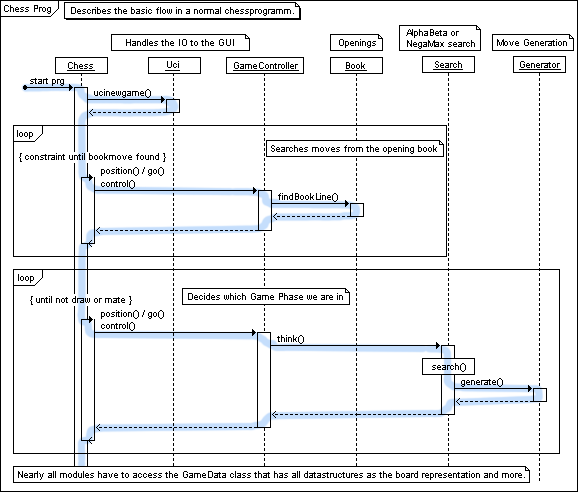 Chess Prog
Describes the basic flow in a normal chessprogramm.
Handles the IO to the GUI
Openings
AlphaBeta or
NegaMax search
Move Generation
Chess
Uci
GameController
Book
Search
Generator
start prg
ucinewgame()
loop
Searches moves from the opening book
{ constraint until bookmove found }
position() / go()
control()
findBookLine()
loop
{ until not draw or mate }
Decides which Game Phase we are in
position() / go()
control()
think()
search()
generate()
Nearly all modules have to access the GameData class that has all datastructures as the board representation and more.